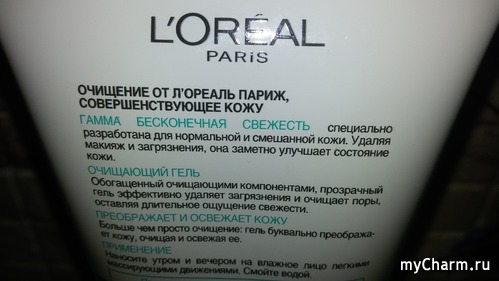 L'ORÉAL
PARIS
ОЧИЩЕНИЕ ОТ Л'ОРЕАЛЬ ПАРИЖ,
СОВЕРШЕНСТВУЮЩЕЕ КОЖУ
ГАММА БЕСКОНЕЧНАЯ СВЕЖЕСТЬ специально
разработана для нормальной и смешанной кожи. Удаляя
макияж и загрязнения, она заметно улучшает состояние
кожи.
ОЧИЩАЮЩИЙ ГЕЛЬ
Обогащенный очищающими компонентами, прозрачный
гель эффективно удаляет загрязнения и очищает поры,
оставляя длительное ощущение свежести.
ПРЕОБРАЖАЕТ И ОСВЕЖАЕТ КОЖУ
Больше чем просто очищение: гель буквально преобража-
ет кожу, очищая и освежая ее.
ПРИМЕНЕНИЕ
Наносите утром и вечером на влажное лицо легкими
массирующими движениями. Смойте водой.
myCharm.ru